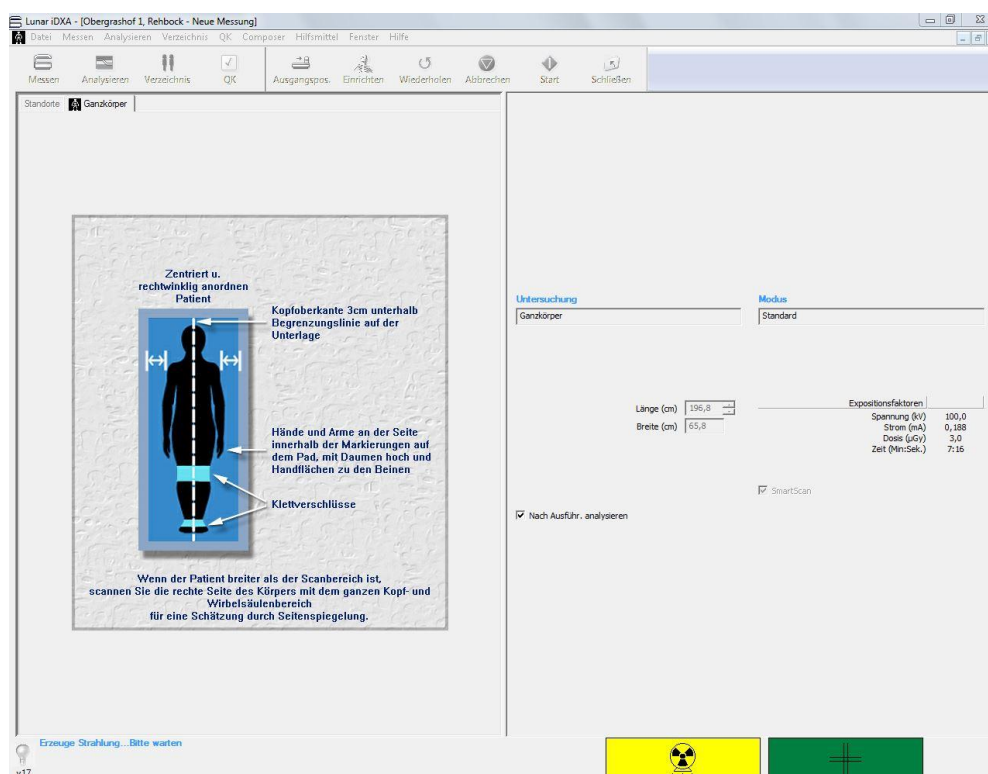 Lunar iDXA - [Obergrashof 1, Rehbock - Neue Messung]
Datei Messen Analysieren Verzeichnis QK Composer Hilfsmittel Fenster Hilfe
Messen Analysieren Verzeichnis QK Ausgangspos. Einrichten Wiederholen Abbrechen Start Schließen
Standorte Ganzkörper
Zentriert u.
rechtwinklig anordnen
Patient
Kopfoberkante 3cm unterhalb
Begrenzungslinie auf der
Unterlage
Hände und Arme an der Seite
innerhalb der Markierungen auf
dem Pad, mit Daumen hoch und
Handflächen zu den Beinen
Klettverschlüsse
Wenn der Patient breiter als der Scanbereich ist,
scannen Sie die rechte Seite des Körpers mit dem ganzen Kopf- und
Wirbelsäulenbereich
für eine Schätzung durch Seitenspiegelung.
Untersuchung Modus
Ganzkörper Standard
Länge (cm) 196,8
Breite (cm) 65,8
Expositionsfaktoren
Spannung (kV) 100,0
Strom (mA) 0,188
Dosis (µGy) 3,0
Zeit (Min:Sek.) 7:16
SmartScan
Nach Ausführ. analysieren
Erzeuge Strahlung...Bitte warten
v17